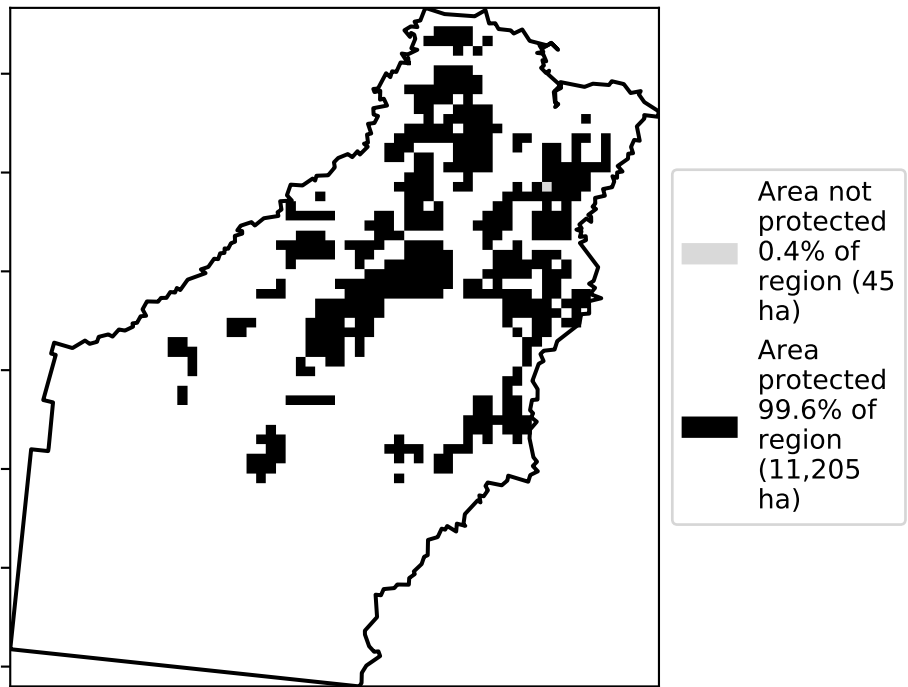 Area not
protected
0.4% of
region (45
ha)
Area
protected
99.6% of
region
(11,205
ha)